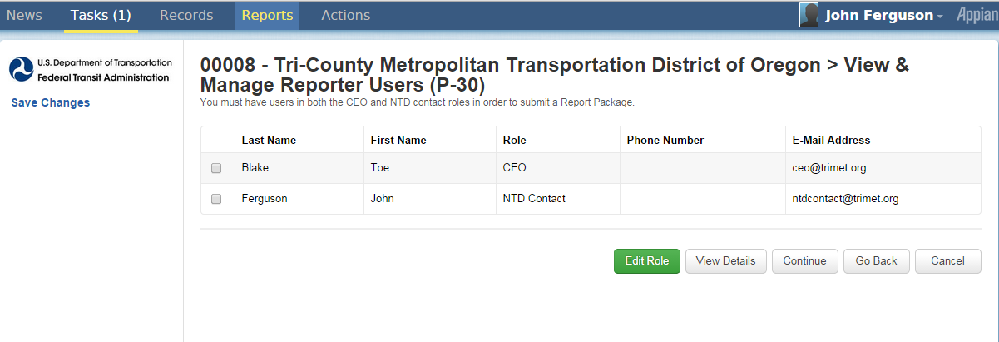 News Tasks (1) Records Reports Actions John Ferguson Appian
U.S. Department of Transportation
Federal Transit Administration
Save Changes
00008 - Tri-County Metropolitan Transportation District of Oregon > View &
Manage Reporter Users (P-30)
You must have users in both the CEO and NTD contact roles in order to submit a Report Package.
Last Name First Name Role Phone Number E-Mail Address
Blake Toe CEO ceo@trimet.org
Ferguson John NTD Contact ntdcontact@trimet.org
Edit Role View Details Continue Go Back Cancel